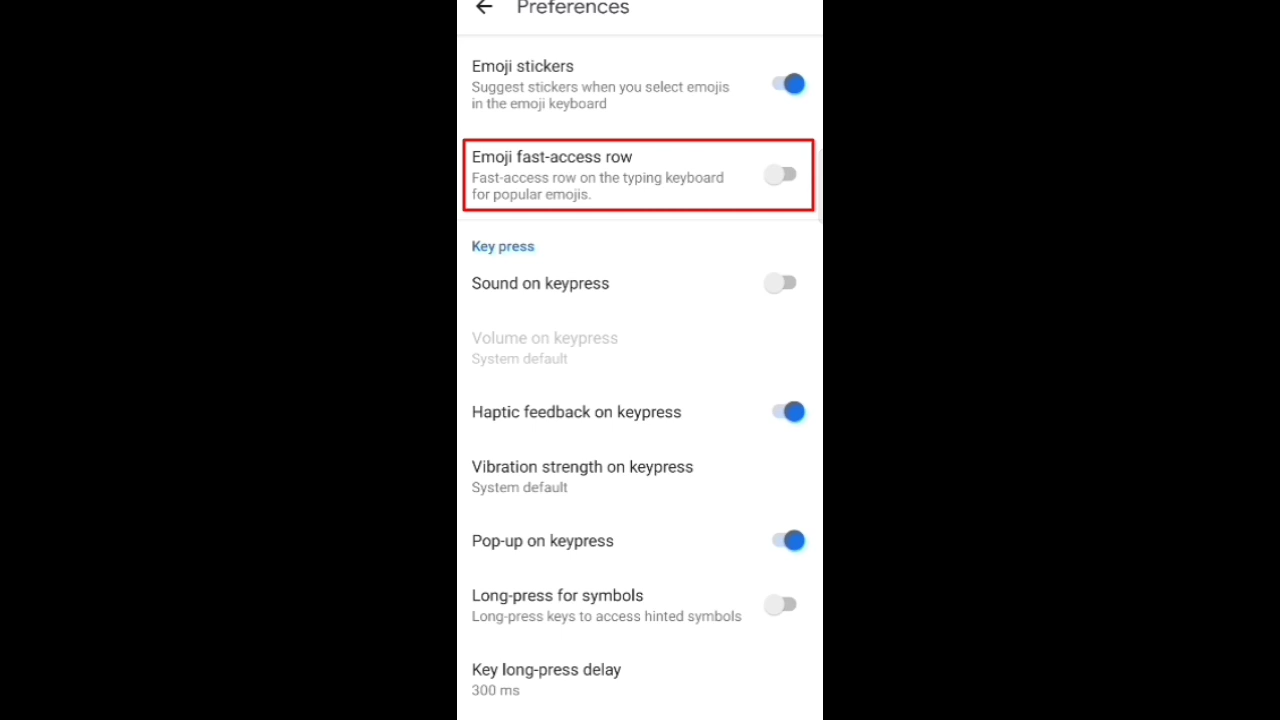 Preferences
Emoji stickers
Suggest stickers when you select emojis
in the emoji keyboard
Emoji fast-access row
Fast-access row on the typing keyboard
for popular emojis.
Key press
Sound on keypress
Volume on keypress
System default
Haptic feedback on keypress
Vibration strength on keypress
System default
Pop-up on keypress
Long-press for symbols
Long-press keys to access hinted symbols
Key long-press delay
300 ms